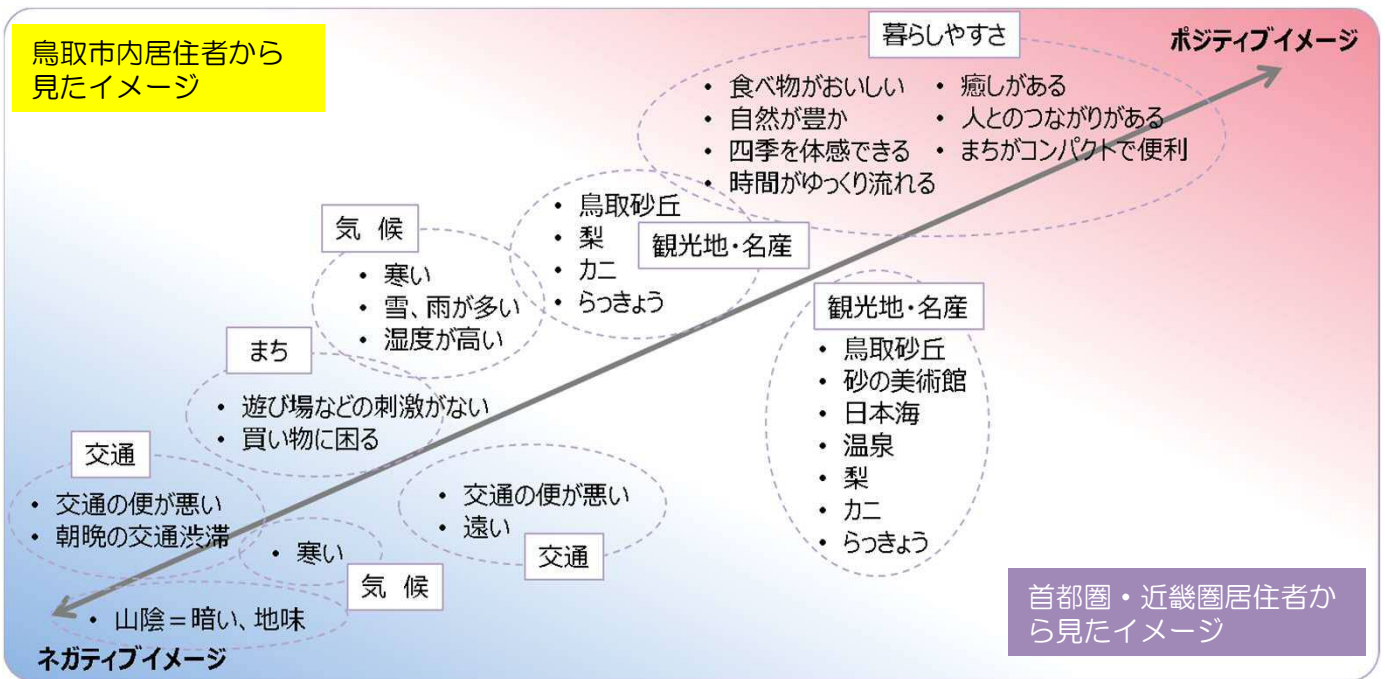 鳥取市内居住者から
見たイメージ
ポジティブイメージ
暮らしやすさ
・食べ物がおいしい
・自然が豊か
・四季を体感できる
・時間がゆっくり流れる
・癒しがある
・人とのつながりがある
・まちがコンパクトで便利
観光地・名産
・鳥取砂丘
・梨
・カニ
・らっきょう
気 候
・寒い
・雪、雨が多い
・湿度が高い
まち
・遊び場などの刺激がない
・買い物に困る
交通
・交通の便が悪い
・朝晩の交通渋滞
観光地・名産
・鳥取砂丘
・砂の美術館
・日本海
・温泉
・梨
・カニ
・らっきょう
・交通の便が悪い
・遠い
交通
・寒い
気 候
・山陰=暗い、地味
ネガティブイメージ
首都圏・近畿圏居住者か
ら見たイメージ